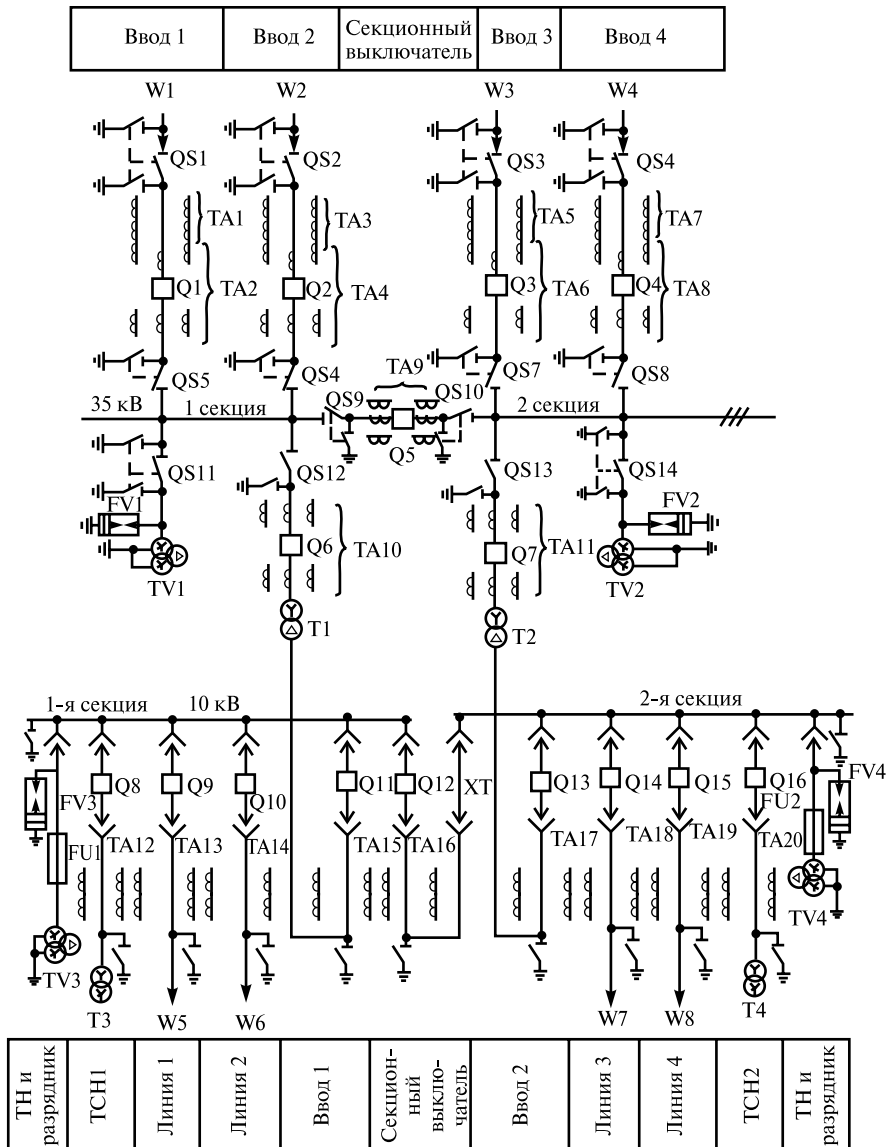 Ввод 1
Ввод 2
Секционный
выключатель
Ввод 3
Ввод 4
W1
W2
W3
W4
QS1
QS2
QS3
QS4
TA1
TA3
TA5
TA7
Q1
TA2
Q2
TA4
Q3
TA6
Q4
TA8
QS5
QS4
TA9
QS7
QS8
QS9
QS10
35 кВ
1 секция
2 секция
Q5
QS11
QS12
QS13
QS14
FV1
FV2
Q6
TA10
Q7
TA11
TV1
TV2
T1
T2
1-я секция
10 кВ
2-я секция
Q8
Q9
Q10
Q11
Q12
XT
Q13
Q14
Q15
Q16
FV3
FV4
FU2
FU1
TA12
TA13
TA14
TA15
TA16
TA17
TA18
TA19
TA20
TV3
TV4
T3
W5
W6
W7
W8
T4
ТН и
разрядник
ТСН1
Линия 1
Линия 2
Ввод 1
Секцион-
ный
выклю-
чатель
Ввод 2
Линия 3
Линия 4
ТСН2
ТН и
разрядник